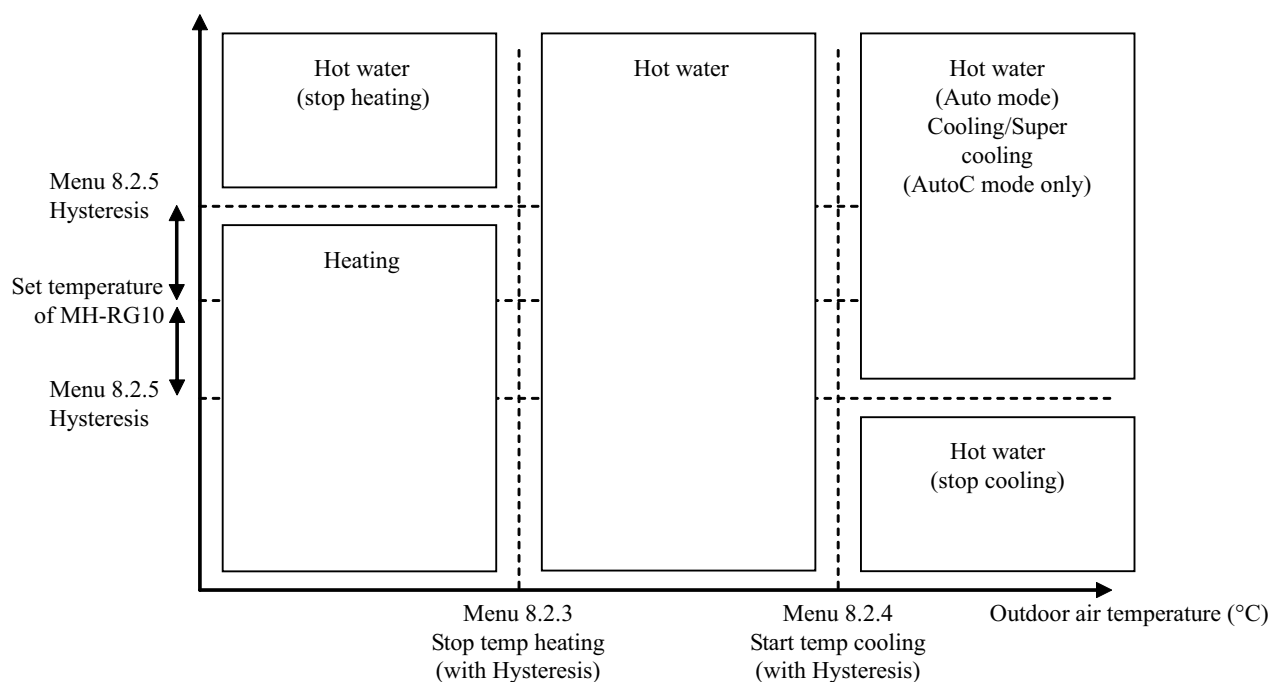 Hot water
(stop heating)
Hot water
Hot water
(Auto mode)
Cooling/Super
cooling
(AutoC mode only)
Menu 8.2.5
Hysteresis
Heating
Set temperature
of MH-RG10
Menu 8.2.5
Hysteresis
Hot water
(stop cooling)
Menu 8.2.3
Stop temp heating
(with Hysteresis)
Menu 8.2.4
Start temp cooling
(with Hysteresis)
Outdoor air temperature (°C)